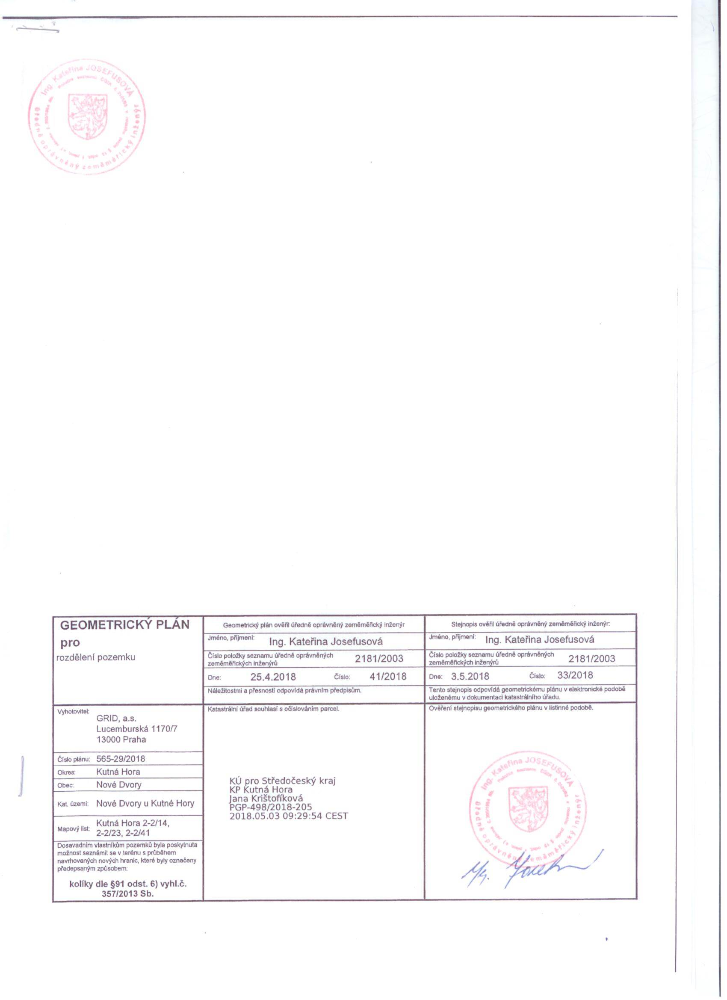 Ing. Kateřina JOSEFUSOVÁ
úředně oprávněný zeměměřický inženýr
GEOMETRICKÝ PLÁN
pro
rozdělení pozemku
Geometrický plán ověřil úředně oprávněný zeměměřický inženýr
Jméno, příjmení: Ing. Kateřina Josefusová
Číslo položky seznamu úředně oprávněných
zeměměřických inženýrů 2181/2003
Dne: 25.4.2018 Číslo: 41/2018
Náležitostmi a přesností odpovídá právním předpisům.
Stejnopis ověřil úředně oprávněný zeměměřický inženýr:
Jméno, příjmení: Ing. Kateřina Josefusová
Číslo položky seznamu úředně oprávněných
zeměměřických inženýrů 2181/2003
Dne: 3.5.2018 Číslo: 33/2018
Tento stejnopis odpovídá geometrickému plánu v elektronické podobě
uloženému v dokumentaci katastrálního úřadu.
Vyhotovitel:
GRID, a.s.
Lucemburská 1170/7
13000 Praha
Číslo plánu: 565-29/2018
Okres: Kutná Hora
Obec: Nové Dvory
Kat. území: Nové Dvory u Kutné Hory
Mapový list: Kutná Hora 2-2/14,
2-2/23, 2-2/41
Dosavadním vlastníkům pozemků byla poskytnuta
možnost seznámit se v terénu s průběhem
navrhovaných nových hranic, které byly označeny
předepsaným způsobem:
kolíky dle §91 odst. 6) vyhl.č.
357/2013 Sb.
Katastrální úřad souhlasí s očíslováním parcel.
KÚ pro Středočeský kraj
KP Kutná Hora
Jana Krištofíková
PGP-498/2018-205
2018.05.03 09:29:54 CEST
Ověření stejnopisu geometrického plánu v listinné podobě.
Ing. Kateřina JOSEFUSOVÁ
úředně oprávněný zeměměřický inženýr